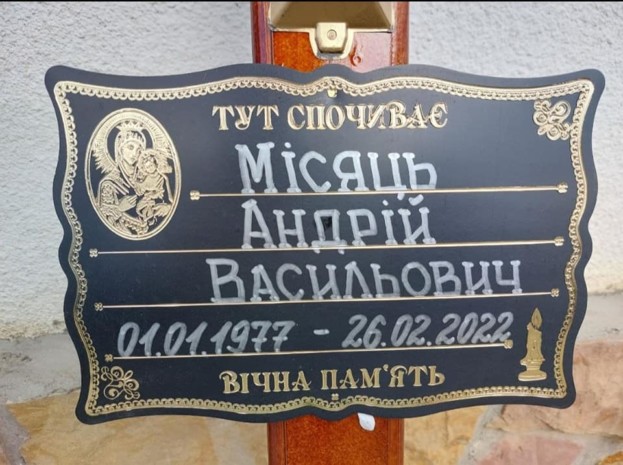 ТУТ СПОЧИВАЄ
Місяць
Андрій
Васильович
01.01.1977 - 26.02.2022
ВІЧНА ПАМ'ЯТЬ